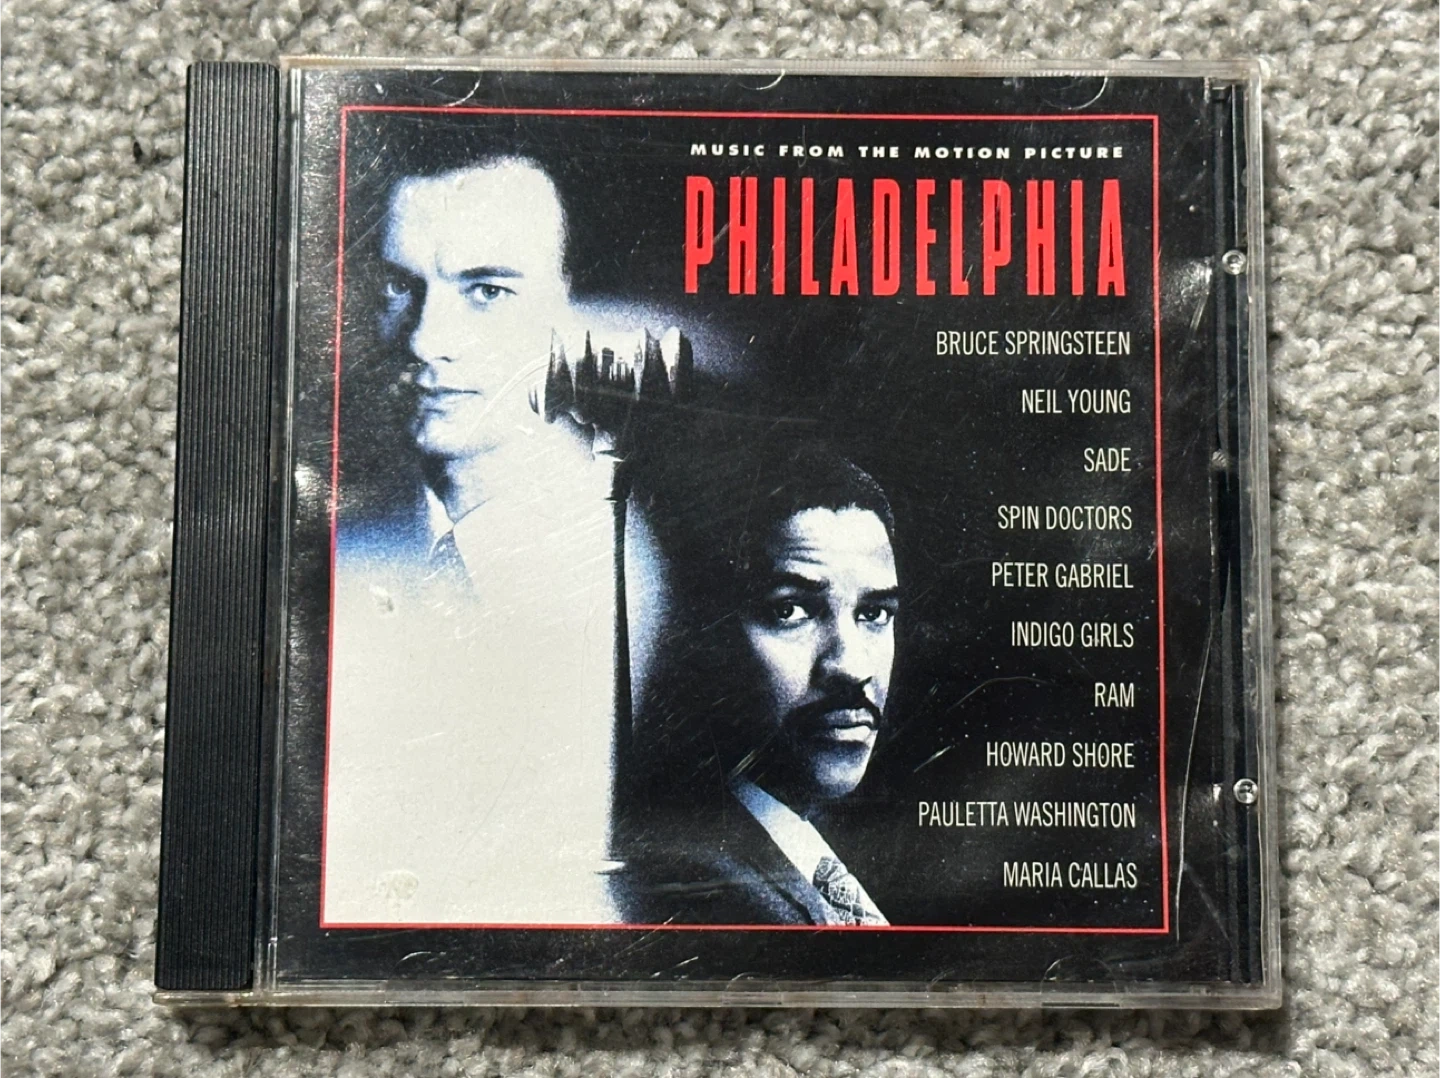 MUSIC FROM THE MOTION PICTURE
PHILADELPHIA
BRUCE SPRINGSTEEN
NEIL YOUNG
SADE
SPIN DOCTORS
PETER GABRIEL
INDIGO GIRLS
RAM
HOWARD SHORE
PAULETTA WASHINGTON
MARIA CALLAS